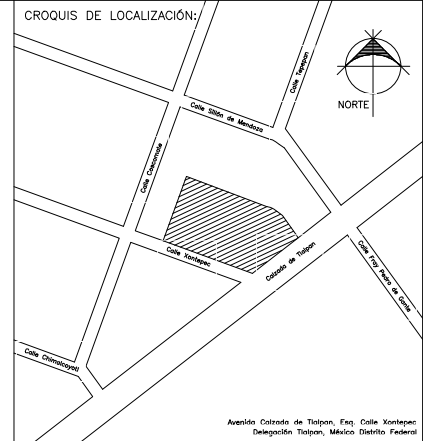 CROQUIS DE LOCALIZACIÓN:
NORTE
Calle Tepepan
Calle Sillón de Mendoza
Calle Coscomate
Calle Xontepec
Calzada de Tlalpan
Calle Fray Pedro de Gante
Calle Chimalcoyotl
Avenida Calzada de Tlalpan, Esq. Calle Xontepec
Delegación Tlalpan, México Distrito Federal